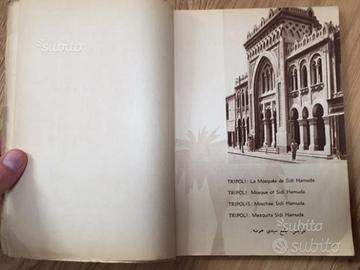 subito
TRIPOLI: La Mosquée de Sidi Hamuda.
TRIPOLI: Mosque of Sidi Hamuda.
TRIPOLIS: Moschee Sidi Hamuda.
TRIPOLI: Mezquita Sidi Hamuda.
subito